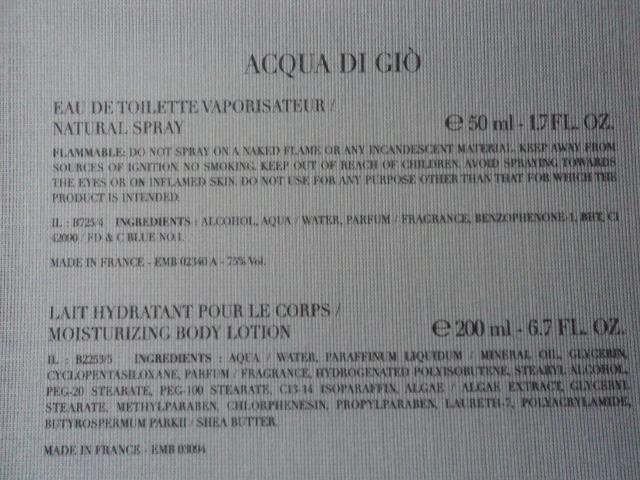 ACQUA DI GIÒ
EAU DE TOILETTE VAPORISATEUR /
NATURAL SPRAY
℮ 50 ml - 1.7 FL. OZ.
FLAMMABLE: DO NOT SPRAY ON A NAKED FLAME OR ANY INCANDESCENT MATERIAL. KEEP AWAY FROM
SOURCES OF IGNITION. NO SMOKING. KEEP OUT OF REACH OF CHILDREN. AVOID SPRAYING TOWARDS
THE EYES OR ON INFLAMED SKIN. DO NOT USE FOR ANY PURPOSE OTHER THAN THAT FOR WHICH THE
PRODUCT IS INTENDED.
IL : B725/4 INGREDIENTS : ALCOHOL, AQUA / WATER, PARFUM / FRAGRANCE, BENZOPHENONE-1, BHT, CI
42090 / FD & C BLUE NO.1.
MADE IN FRANCE - EMB 02340 A - 75% Vol.
LAIT HYDRATANT POUR LE CORPS /
MOISTURIZING BODY LOTION
℮ 200 ml - 6.7 FL. OZ.
IL : B2253/5 INGREDIENTS : AQUA / WATER, PARAFFINUM LIQUIDUM / MINERAL OIL, GLYCERIN,
CYCLOPENTASILOXANE, PARFUM / FRAGRANCE, HYDROGENATED POLYISOBUTENE, STEARYL ALCOHOL,
PEG-20 STEARATE, PEG-100 STEARATE, C13-14 ISOPARAFFIN, ALGAE / ALGAE EXTRACT, GLYCERYL
STEARATE, METHYLPARABEN, CHLORPHENESIN, PROPYLPARABEN, LAURETH-7, POLYACRYLAMIDE,
BUTYROSPERMUM PARKII / SHEA BUTTER.
MADE IN FRANCE - EMB 03094